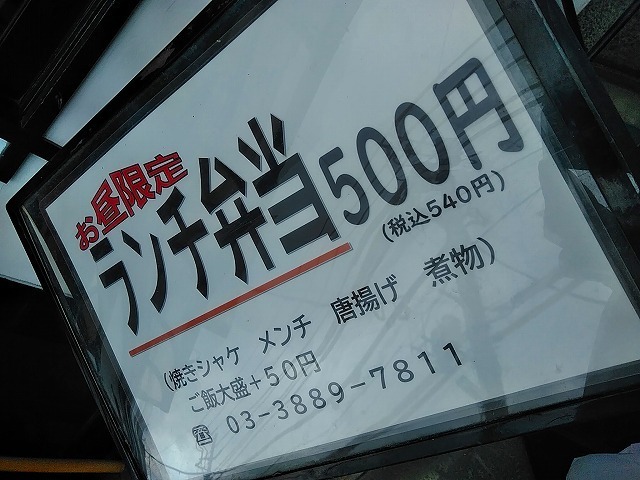 お昼限定
ランチ弁当500円
(税込540円)
(焼きシャケ メンチ 唐揚げ 煮物)
ご飯大盛+50円
☎ 03-3889-7811